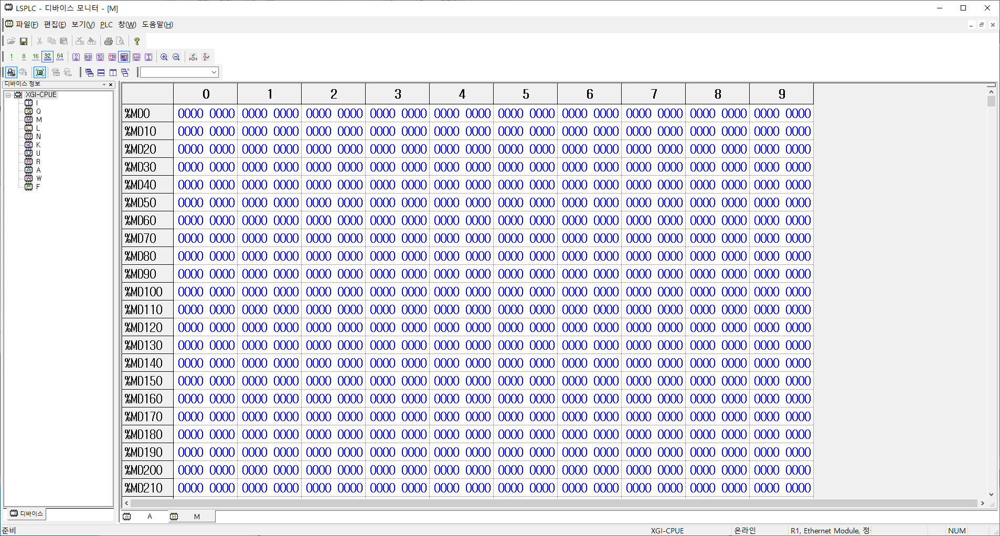 LSPLC - 디바이스 모니터 - [M]
파일(F) 편집(E) 보기(V) PLC 창(W) 도움말(H)
1 8 16 32 64 2 BCD 10 ±10 HEX 0.10 T
디바이스 정보
XGI-CPUE
I
Q
M
L
N
K
U
R
A
W
F
디바이스
0 1 2 3 4 5 6 7 8 9
%MD0 0000 0000 0000 0000 0000 0000 0000 0000 0000 0000 0000 0000 0000 0000 0000 0000 0000 0000 0000 0000
%MD10 0000 0000 0000 0000 0000 0000 0000 0000 0000 0000 0000 0000 0000 0000 0000 0000 0000 0000 0000 0000
%MD20 0000 0000 0000 0000 0000 0000 0000 0000 0000 0000 0000 0000 0000 0000 0000 0000 0000 0000 0000 0000
%MD30 0000 0000 0000 0000 0000 0000 0000 0000 0000 0000 0000 0000 0000 0000 0000 0000 0000 0000 0000 0000
%MD40 0000 0000 0000 0000 0000 0000 0000 0000 0000 0000 0000 0000 0000 0000 0000 0000 0000 0000 0000 0000
%MD50 0000 0000 0000 0000 0000 0000 0000 0000 0000 0000 0000 0000 0000 0000 0000 0000 0000 0000 0000 0000
%MD60 0000 0000 0000 0000 0000 0000 0000 0000 0000 0000 0000 0000 0000 0000 0000 0000 0000 0000 0000 0000
%MD70 0000 0000 0000 0000 0000 0000 0000 0000 0000 0000 0000 0000 0000 0000 0000 0000 0000 0000 0000 0000
%MD80 0000 0000 0000 0000 0000 0000 0000 0000 0000 0000 0000 0000 0000 0000 0000 0000 0000 0000 0000 0000
%MD90 0000 0000 0000 0000 0000 0000 0000 0000 0000 0000 0000 0000 0000 0000 0000 0000 0000 0000 0000 0000
%MD100 0000 0000 0000 0000 0000 0000 0000 0000 0000 0000 0000 0000 0000 0000 0000 0000 0000 0000 0000 0000
%MD110 0000 0000 0000 0000 0000 0000 0000 0000 0000 0000 0000 0000 0000 0000 0000 0000 0000 0000 0000 0000
%MD120 0000 0000 0000 0000 0000 0000 0000 0000 0000 0000 0000 0000 0000 0000 0000 0000 0000 0000 0000 0000
%MD130 0000 0000 0000 0000 0000 0000 0000 0000 0000 0000 0000 0000 0000 0000 0000 0000 0000 0000 0000 0000
%MD140 0000 0000 0000 0000 0000 0000 0000 0000 0000 0000 0000 0000 0000 0000 0000 0000 0000 0000 0000 0000
%MD150 0000 0000 0000 0000 0000 0000 0000 0000 0000 0000 0000 0000 0000 0000 0000 0000 0000 0000 0000 0000
%MD160 0000 0000 0000 0000 0000 0000 0000 0000 0000 0000 0000 0000 0000 0000 0000 0000 0000 0000 0000 0000
%MD170 0000 0000 0000 0000 0000 0000 0000 0000 0000 0000 0000 0000 0000 0000 0000 0000 0000 0000 0000 0000
%MD180 0000 0000 0000 0000 0000 0000 0000 0000 0000 0000 0000 0000 0000 0000 0000 0000 0000 0000 0000 0000
%MD190 0000 0000 0000 0000 0000 0000 0000 0000 0000 0000 0000 0000 0000 0000 0000 0000 0000 0000 0000 0000
%MD200 0000 0000 0000 0000 0000 0000 0000 0000 0000 0000 0000 0000 0000 0000 0000 0000 0000 0000 0000 0000
%MD210 0000 0000 0000 0000 0000 0000 0000 0000 0000 0000 0000 0000 0000 0000 0000 0000 0000 0000 0000 0000
A M
준비 XGI-CPUE 온라인 R1, Ethernet Module, 정 NUM